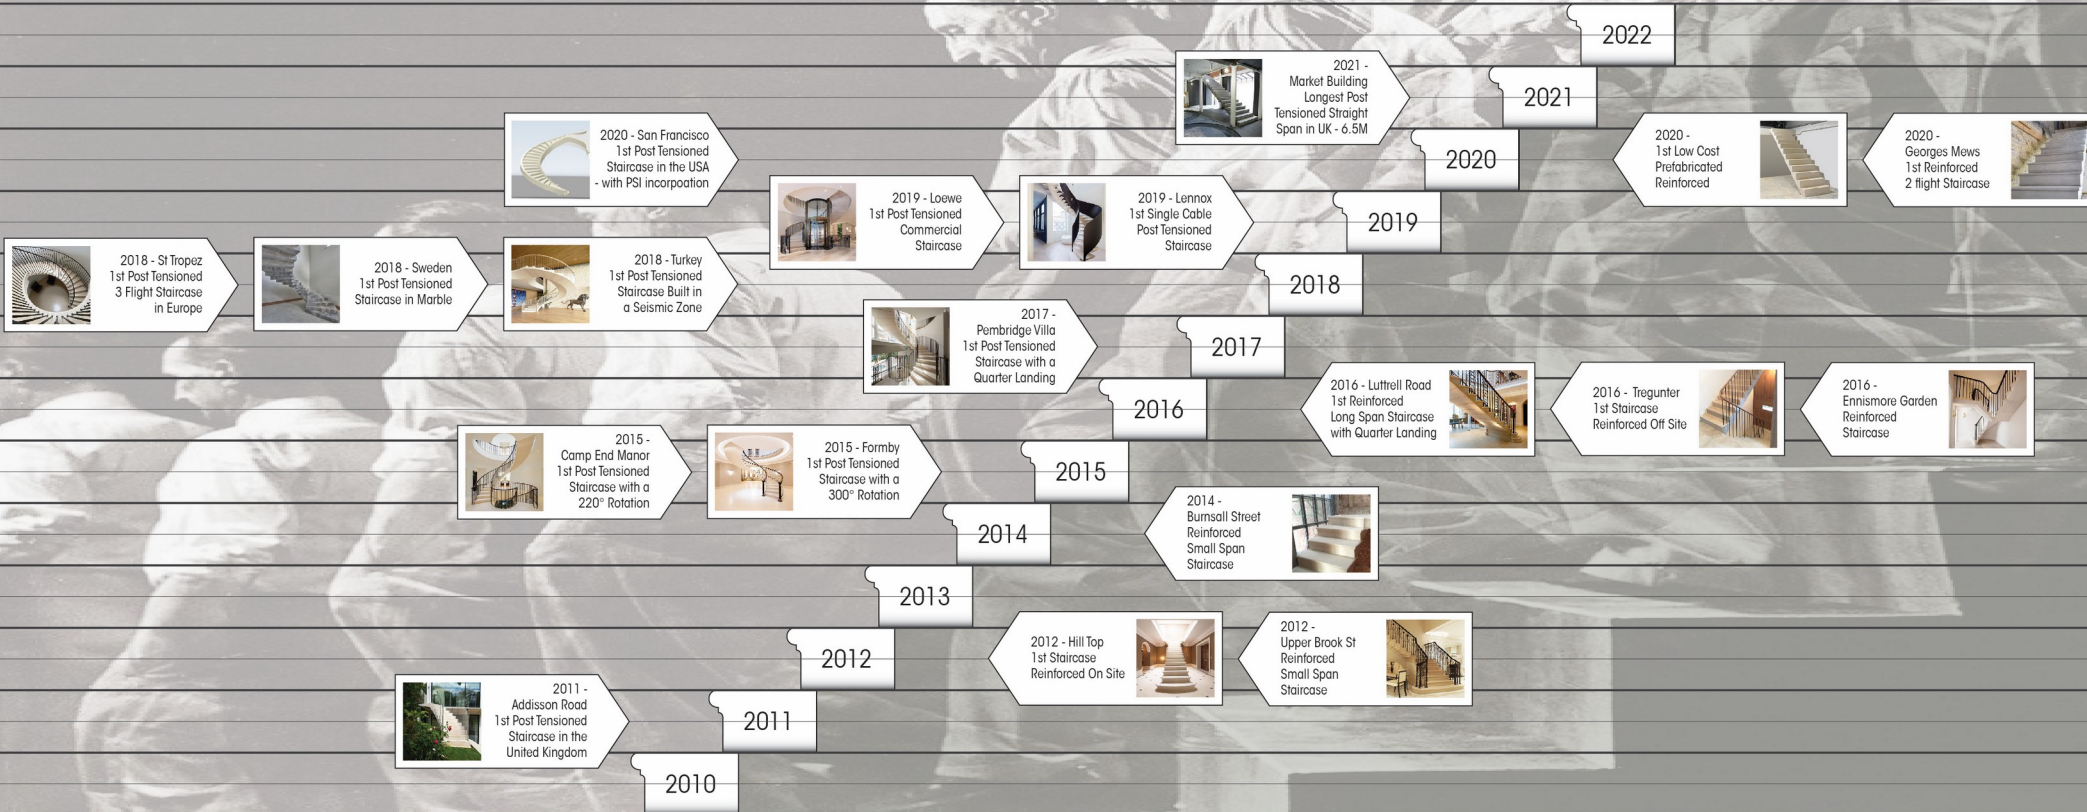 2022
2021 -
Market Building
Longest Post
Tensioned Straight
Span in UK - 6.5M
2021
2020 - San Francisco
1st Post Tensioned
Staircase in the USA
- with PSI incorpoation
2020
2020 -
1st Low Cost
Prefabricated
Reinforced
2020 -
Georges Mews
1st Reinforced
2 flight Staircase
2019 - Loewe
1st Post Tensioned
Commercial
Staircase
2019 - Lennox
1st Single Cable
Post Tensioned
Staircase
2019
2018 - St Tropez
1st Post Tensioned
3 Flight Staircase
in Europe
2018 - Sweden
1st Post Tensioned
Staircase in Marble
2018 - Turkey
1st Post Tensioned
Staircase Built in
a Seismic Zone
2018
2017 -
Pembridge Villa
1st Post Tensioned
Staircase with a
Quarter Landing
2017
2016
2016 - Luttrell Road
1st Reinforced
Long Span Staircase
with Quarter Landing
2016 - Tregunter
1st Staircase
Reinforced Off Site
2016 -
Ennismore Garden
Reinforced
Staircase
2015 -
Camp End Manor
1st Post Tensioned
Staircase with a
220° Rotation
2015 - Formby
1st Post Tensioned
Staircase with a
300° Rotation
2015
2014
2014 -
Burnsall Street
Reinforced
Small Span
Staircase
2013
2012
2012 - Hill Top
1st Staircase
Reinforced On Site
2012 -
Upper Brook St
Reinforced
Small Span
Staircase
2011 -
Addisson Road
1st Post Tensioned
Staircase in the
United Kingdom
2011
2010